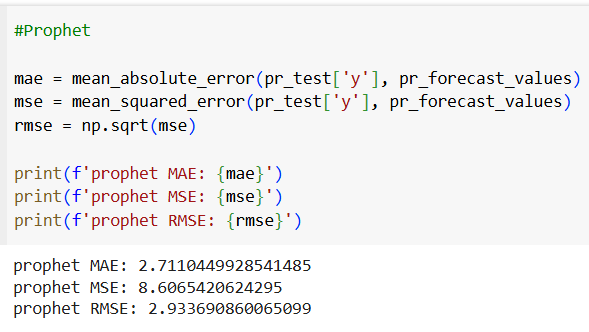 #Prophet
mae = mean_absolute_error(pr_test['y'], pr_forecast_values)
mse = mean_squared_error(pr_test['y'], pr_forecast_values)
rmse = np.sqrt(mse)
print(f'prophet MAE: {mae}')
print(f'prophet MSE: {mse}')
print(f'prophet RMSE: {rmse}')
prophet MAE: 2.7110449928541485
prophet MSE: 8.6065420624295
prophet RMSE: 2.933690860065099